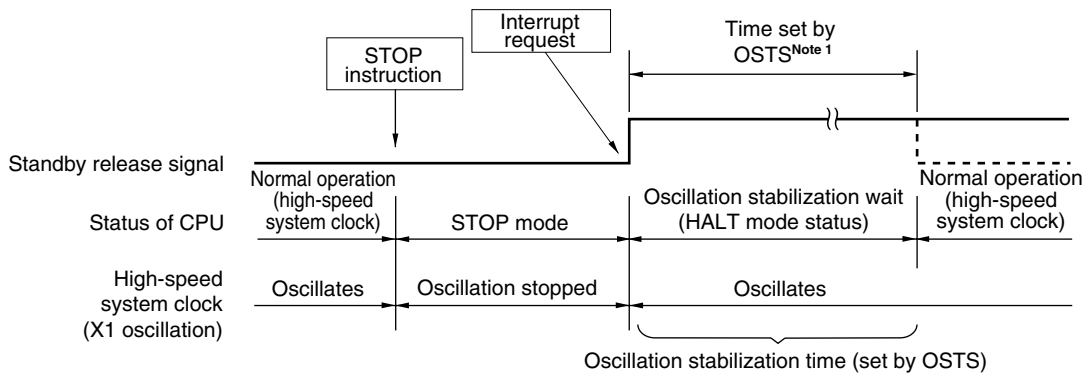 Interrupt
request
Time set by
OSTSNote 1
STOP
instruction
Standby release signal
Normal operation
(high-speed
system clock)
Status of CPU
STOP mode
Oscillation stabilization wait
(HALT mode status)
Normal operation
(high-speed
system clock)
High-speed
system clock
(X1 oscillation)
Oscillates
Oscillation stopped
Oscillates
Oscillation stabilization time (set by OSTS)